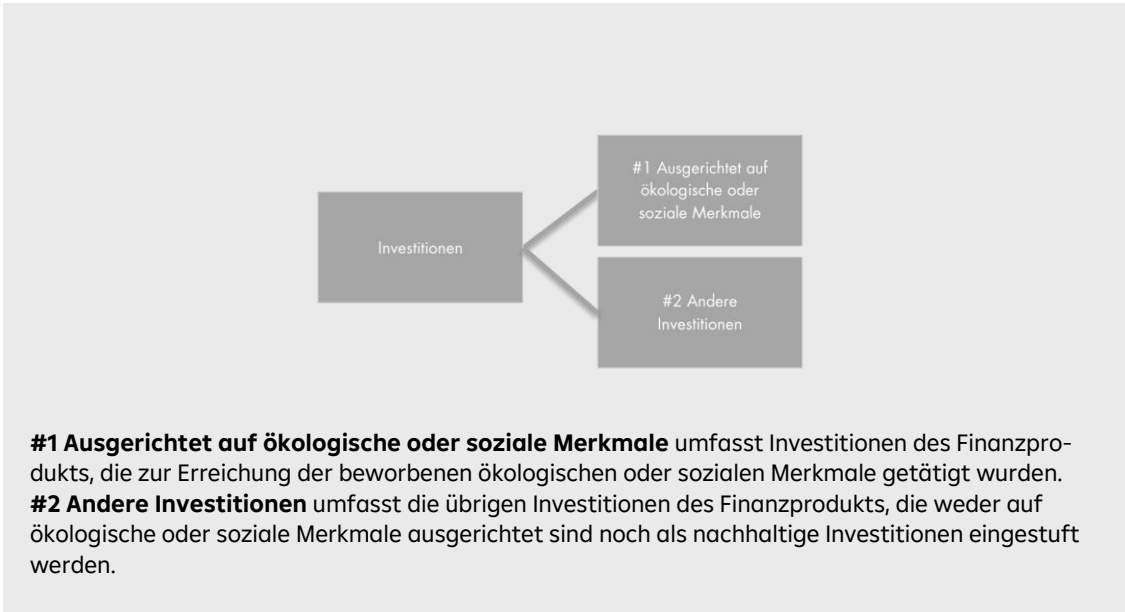 #1 Ausgerichtet auf
ökologische oder
soziale Merkmale
Investitionen
#2 Andere
Investitionen
#1 Ausgerichtet auf ökologische oder soziale Merkmale umfasst Investitionen des Finanzpro-
dukts, die zur Erreichung der beworbenen ökologischen oder sozialen Merkmale getätigt wurden.
#2 Andere Investitionen umfasst die übrigen Investitionen des Finanzprodukts, die weder auf
ökologische oder soziale Merkmale ausgerichtet sind noch als nachhaltige Investitionen eingestuft
werden.